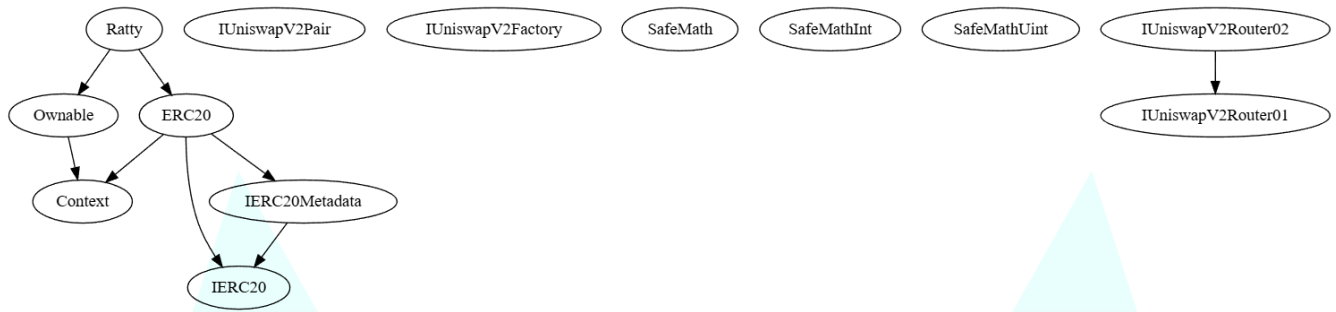 Ratty
IUniswapV2Pair
IUniswapV2Factory
SafeMath
SafeMathInt
SafeMathUint
IUniswapV2Router02
Ownable
ERC20
IUniswapV2Router01
Context
IERC20Metadata
IERC20